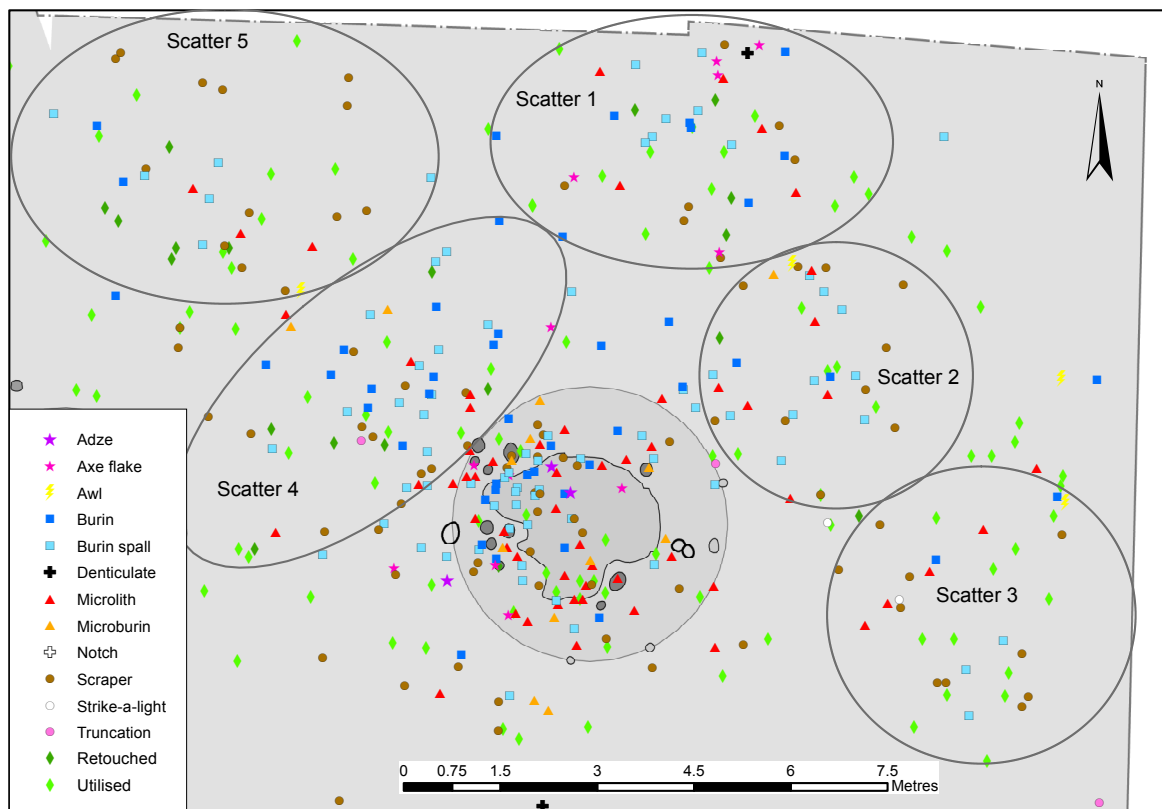 Scatter 5
Scatter 1
N
Scatter 2
Scatter 4
Scatter 3
Adze
Axe flake
Awl
Burin
Burin spall
Denticulate
Microlith
Microburin
Notch
Scraper
Strike-a-light
Truncation
Retouched
Utilised
0 0.75 1.5 3 4.5 6 7.5
Metres